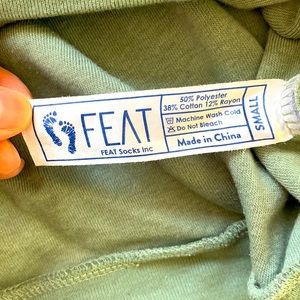 FEAT
FEAT Socks Inc
50% Polyester
38% Cotton 12% Rayon
Machine Wash Cold
Do Not Bleach
Made in China
SMALL